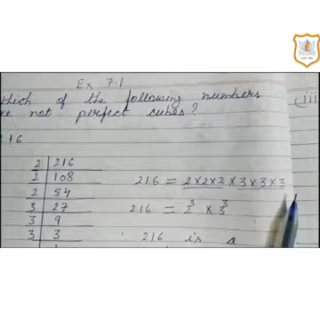 Ex 7.1
Which of the following numbers (iii
are not perfect cubes?
216
2 | 216
2 | 108
2 | 54
3 | 27
3 | 9
3 | 3
216 = 2×2×2×3×3×3
216 = 2³ × 3³
∴ 216 is a